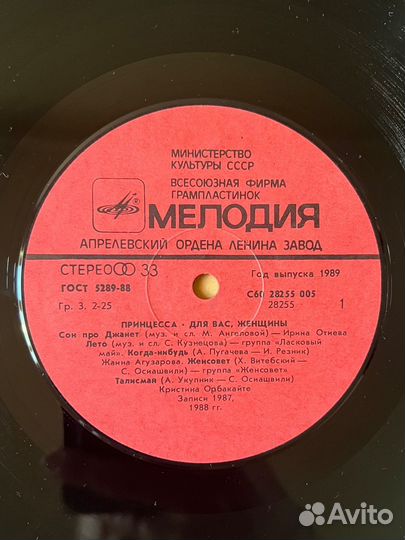 МИНИСТЕРСТВО
КУЛЬТУРЫ СССР
ВСЕСОЮЗНАЯ ФИРМА
ГРАМПЛАСТИНОК
МЕЛОДИЯ
АПРЕЛЕВСКИЙ ОРДЕНА ЛЕНИНА ЗАВОД
СТЕРЕО 33
Год выпуска 1989
ГОСТ 5289-88
С60 28255 005
Гр. 3. 2-25
28255
1
ПРИНЦЕССА - ДЛЯ ВАС, ЖЕНЩИНЫ
Сон про Джанет (муз. и сл. М. Ангеловой) — Ирина Отиева
Лето (муз. и сл. С. Кузнецова) — группа «Ласковый
май». Когда-нибудь (А. Пугачева — И. Резник)
Жанна Агузарова. Женсовет (Х. Витебский —
С. Осиашвили) — группа «Женсовет»
Талисман (А. Укупник — С. Осиашвили)
Кристина Орбакайте
Записи 1987,
1988 гг.
Avito